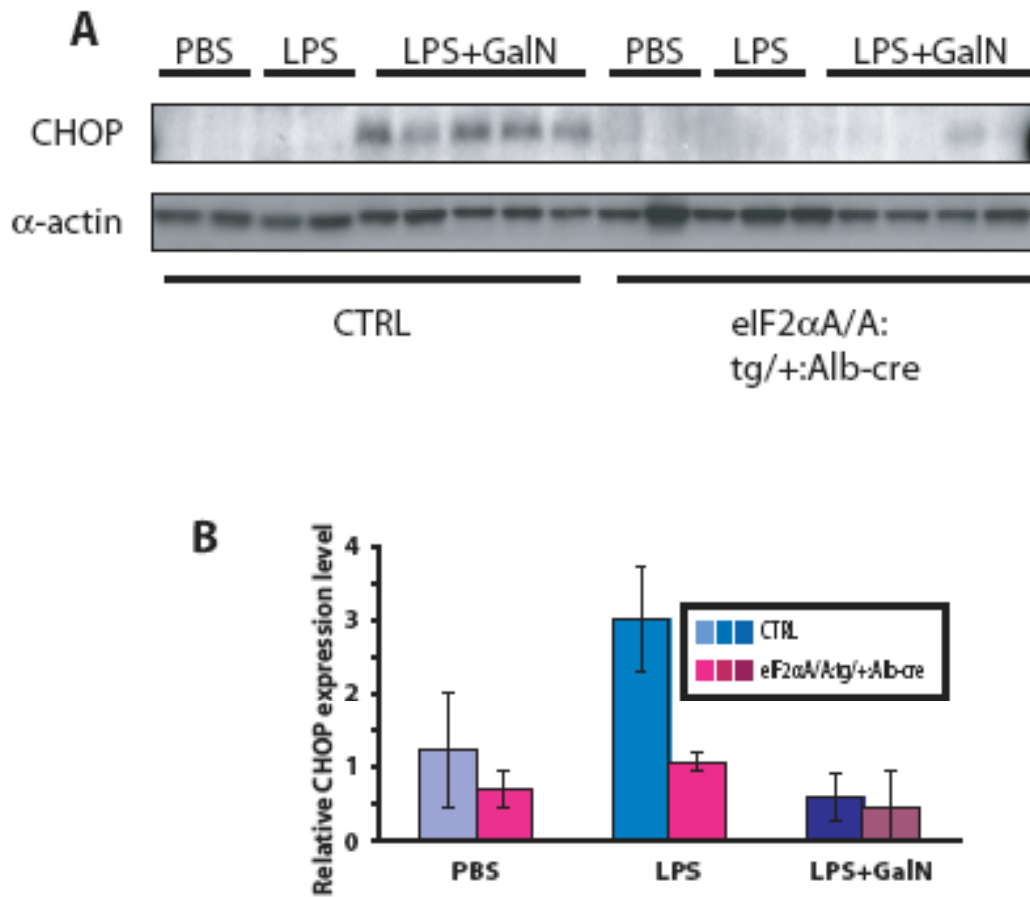 A
PBS LPS LPS+GalN PBS LPS LPS+GalN
CHOP
α-actin
CTRL
eIF2αA/A:
tg/+:Alb-cre
B
Relative CHOP expression level
4
3
2
1
0
CTRL
eIF2αA/A:tg/+:Alb-cre
PBS LPS LPS+GalN